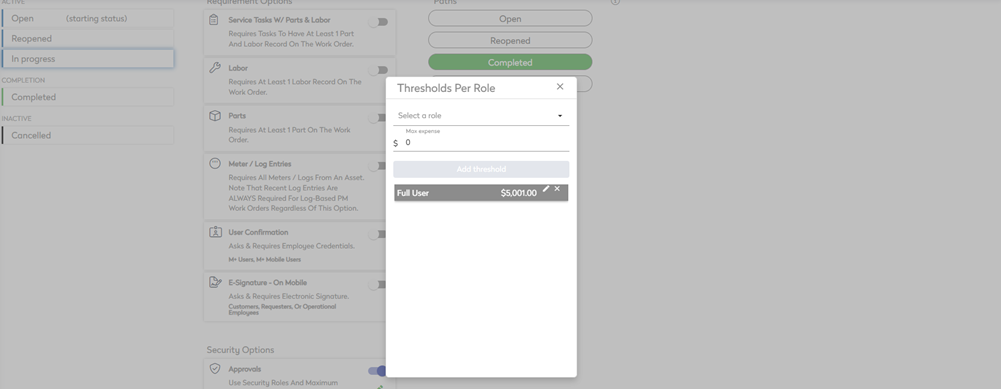 ACTIVE
Open (starting status)
Reopened
In progress
COMPLETION
Completed
INACTIVE
Cancelled
Requirement Options
Service Tasks W/ Parts & Labor
Requires Tasks To Have At Least 1 Part
And Labor Record On The Work Order.
Labor
Requires At Least 1 Labor Record On The
Work Order.
Parts
Requires At Least 1 Part On The Work
Order.
Meter / Log Entries
Requires All Meters / Logs From An Asset.
Note That Recent Log Entries Are
ALWAYS Required For Log-Based PM
Work Orders Regardless Of This Option.
User Confirmation
Asks & Requires Employee Credentials.
M+ Users, M+ Mobile Users
E-Signature - On Mobile
Asks & Requires Electronic Signature.
Customers, Requesters, Or Operational
Employees
Security Options
Approvals
Use Security Roles And Maximum
Paths
Open
Reopened
Completed
Thresholds Per Role
Select a role
Max expense
$ 0
Add threshold
Full User $5,001.00